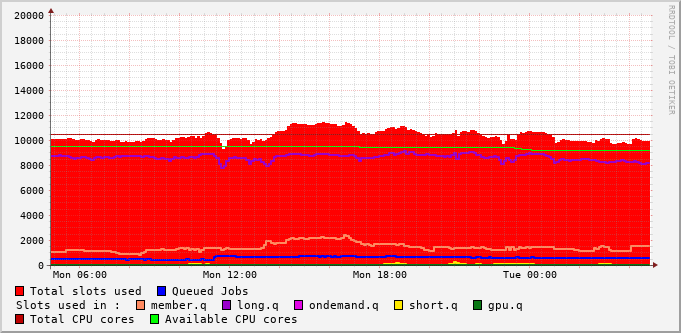 20000
18000
16000
14000
12000
10000
8000
6000
4000
2000
0
Mon 06:00 Mon 12:00 Mon 18:00 Tue 00:00
Total slots used Queued Jobs
Slots used in : member.q long.q ondemand.q short.q gpu.q
Total CPU cores Available CPU cores
RRDTOOL / TOBI OETIKER